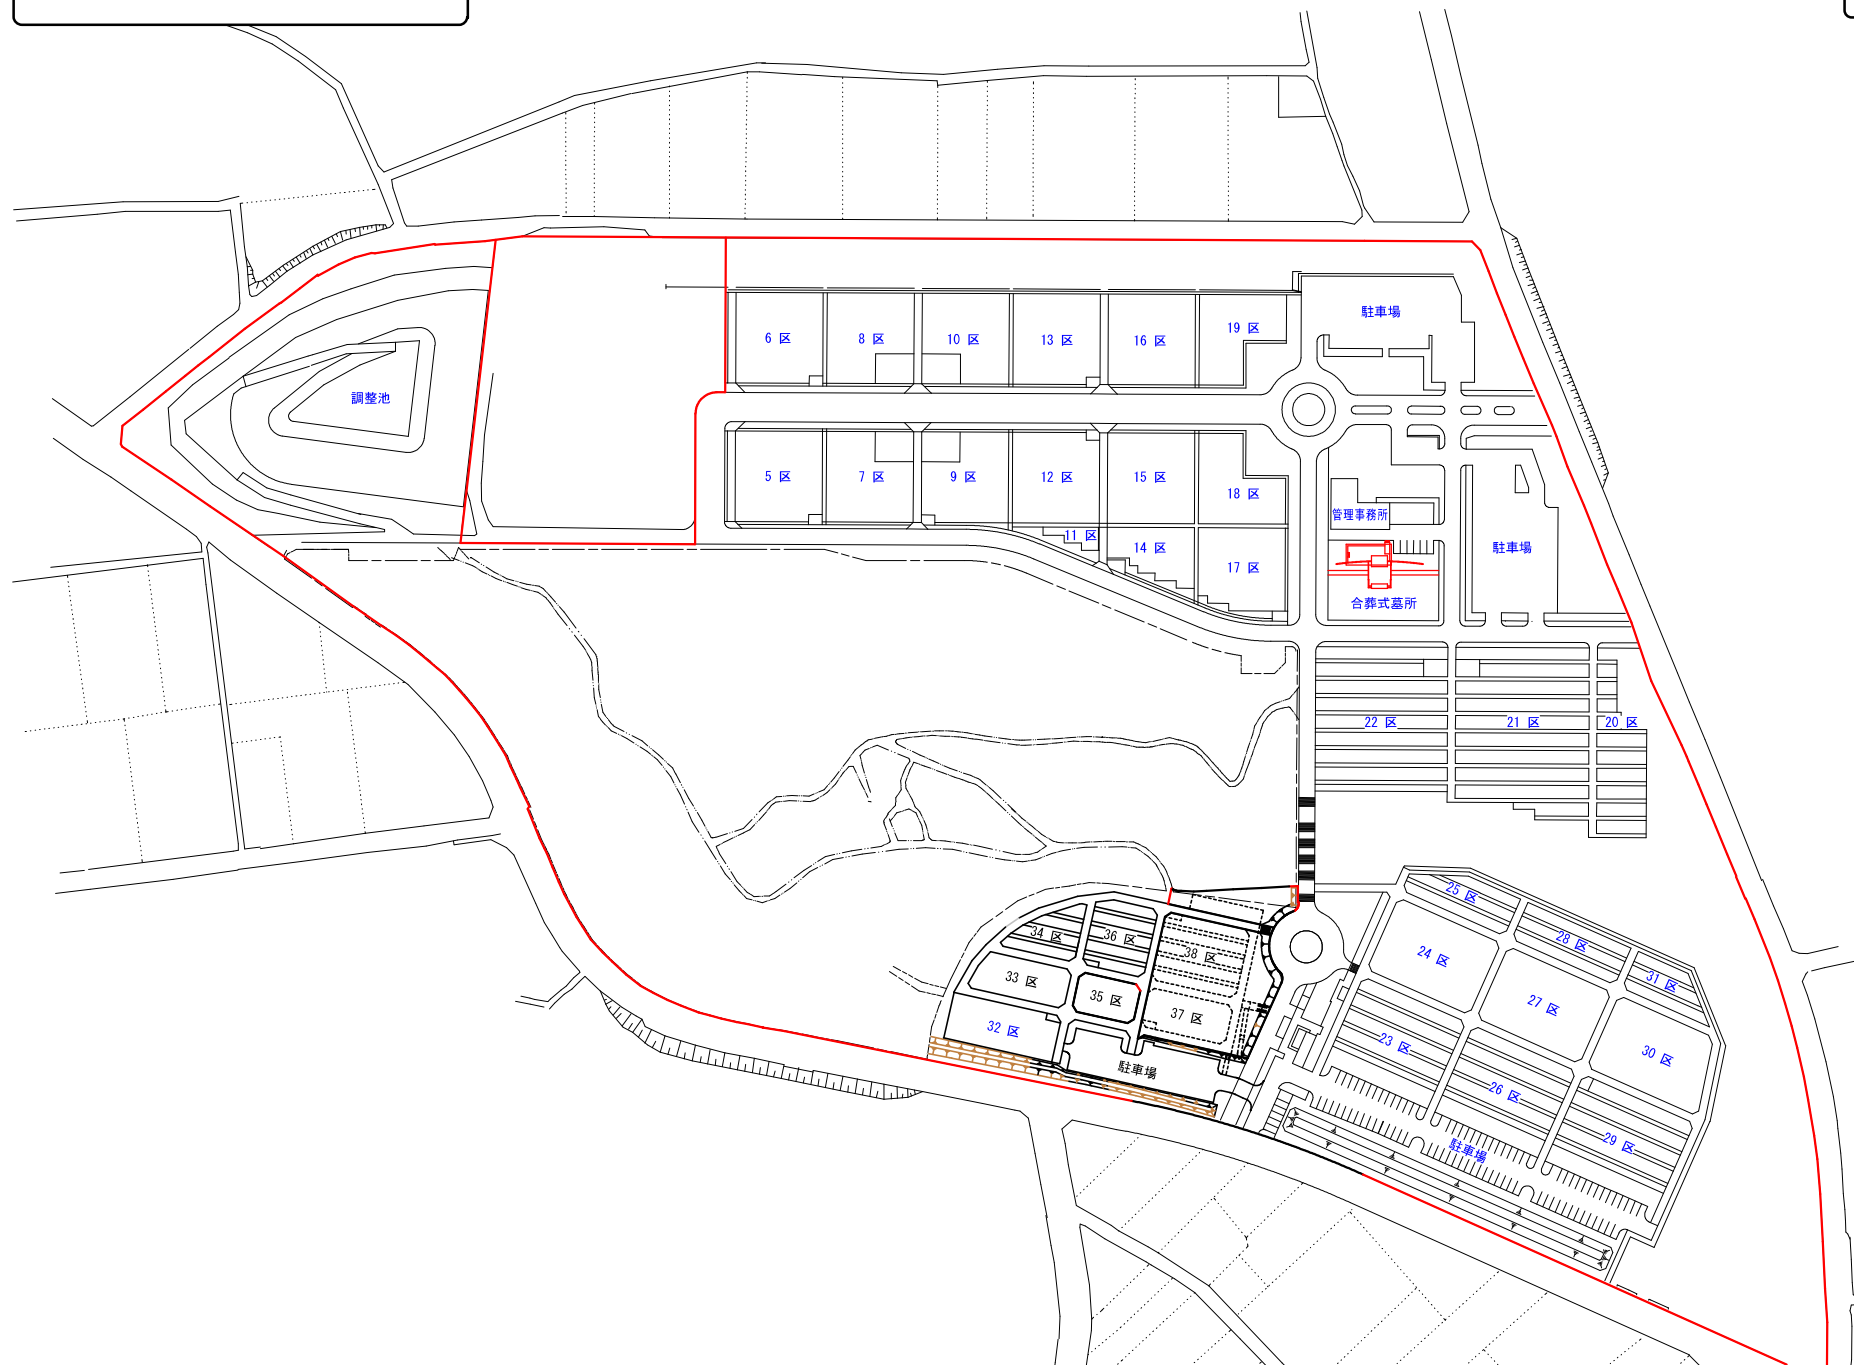 駐車場
6 区
8 区
10 区
13 区
16 区
19 区
調整池
5 区
7 区
9 区
12 区
15 区
18 区
管理事務所
11 区
14 区
17 区
駐車場
合葬式墓所
22 区
21 区
20 区
25 区
34 区
36 区
38 区
24 区
28 区
33 区
35 区
31 区
32 区
37 区
27 区
23 区
30 区
駐車場
26 区
29 区
駐車場